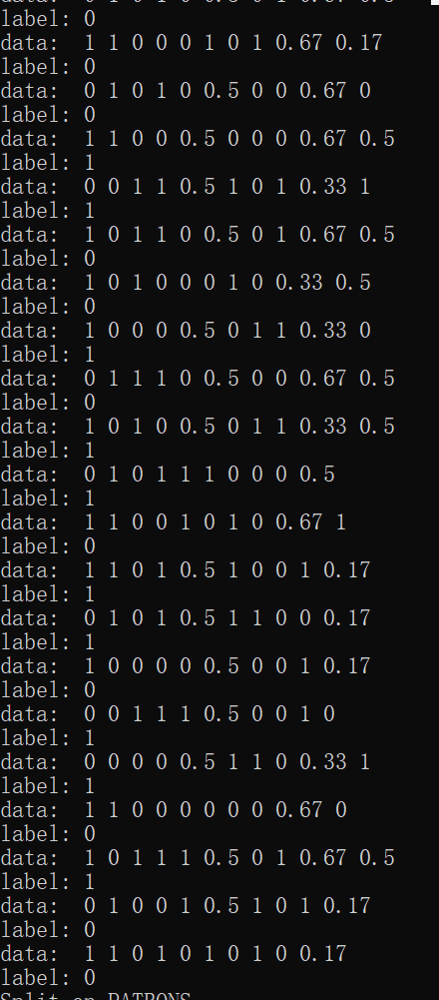 label: 0
data:  1 1 0 0 0 1 0 1 0.67 0.17
label: 0
data:  0 1 0 1 0 0.5 0 0 0.67 0
label: 0
data:  1 1 0 0 0.5 0 0 0 0.67 0.5
label: 1
data:  0 0 1 1 0.5 1 0 1 0.33 1
label: 1
data:  1 0 1 1 0 0.5 0 1 0.67 0.5
label: 0
data:  1 0 1 0 0 0 1 0 0.33 0.5
label: 0
data:  1 0 0 0 0.5 0 1 1 0.33 0
label: 1
data:  0 1 1 1 0 0.5 0 0 0.67 0.5
label: 0
data:  1 0 1 0 0.5 0 1 1 0.33 0.5
label: 1
data:  0 1 0 1 1 1 0 0 0 0.5
label: 1
data:  1 1 0 0 1 0 1 0 0.67 1
label: 0
data:  1 1 0 1 0.5 1 0 0 1 0.17
label: 1
data:  0 1 0 1 0.5 1 1 0 0 0.17
label: 1
data:  1 0 0 0 0 0.5 0 0 1 0.17
label: 0
data:  0 0 1 1 1 0.5 0 0 1 0
label: 1
data:  0 0 0 0 0.5 1 1 0 0.33 1
label: 1
data:  1 1 0 0 0 0 0 0 0.67 0
label: 0
data:  1 0 1 1 1 0.5 0 1 0.67 0.5
label: 1
data:  0 1 0 0 1 0.5 1 0 1 0.17
label: 0
data:  1 1 0 1 0 1 0 1 0 0.17
label: 0
Split on PATRONS